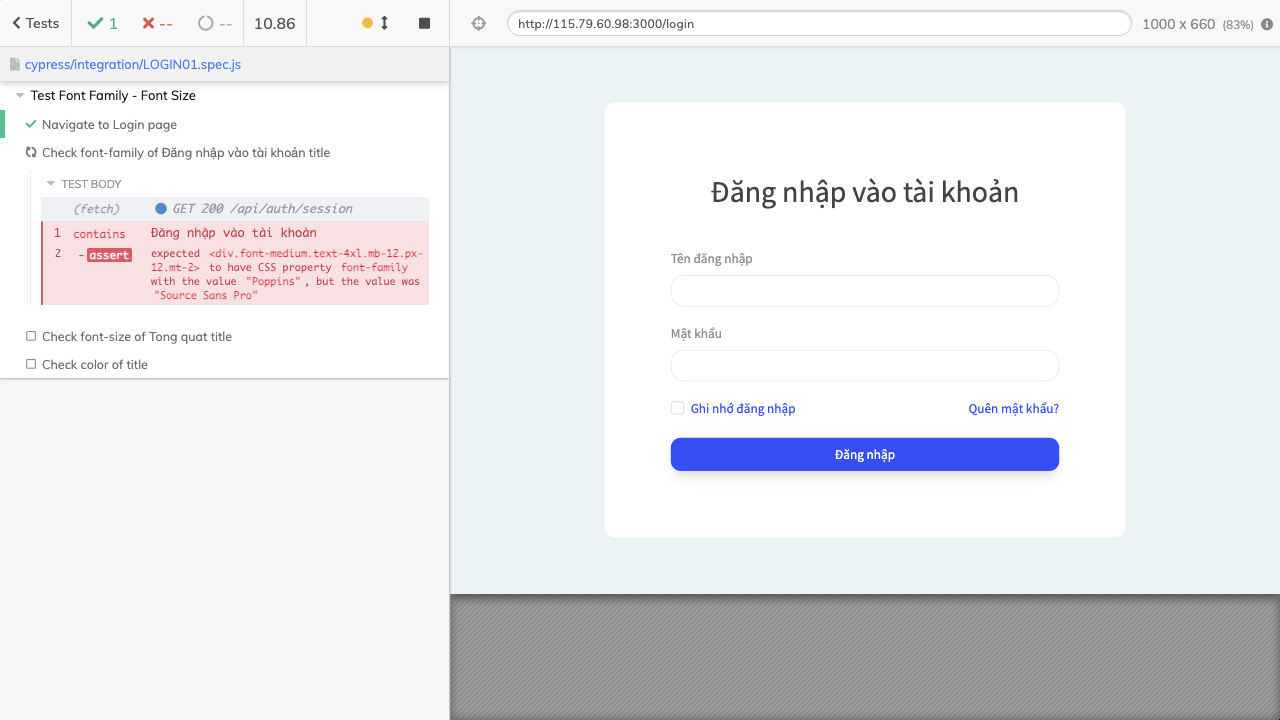 Tests
1
--
--
10.86
http://115.79.60.98:3000/login
1000 x 660 (83%)
cypress/integration/LOGIN01.spec.js
Test Font Family - Font Size
Navigate to Login page
Check font-family of Đăng nhập vào tài khoản title
TEST BODY
(fetch) GET 200 /api/auth/session
1 contains Đăng nhập vào tài khoản
2 -assert expected <div.font-medium.text-4xl.mb-12.px-
12.mt-2> to have CSS property font-family
with the value "Poppins", but the value was
"Source Sans Pro"
Check font-size of Tong quat title
Check color of title
Đăng nhập vào tài khoản
Tên đăng nhập
Mật khẩu
Ghi nhớ đăng nhập
Quên mật khẩu?
Đăng nhập